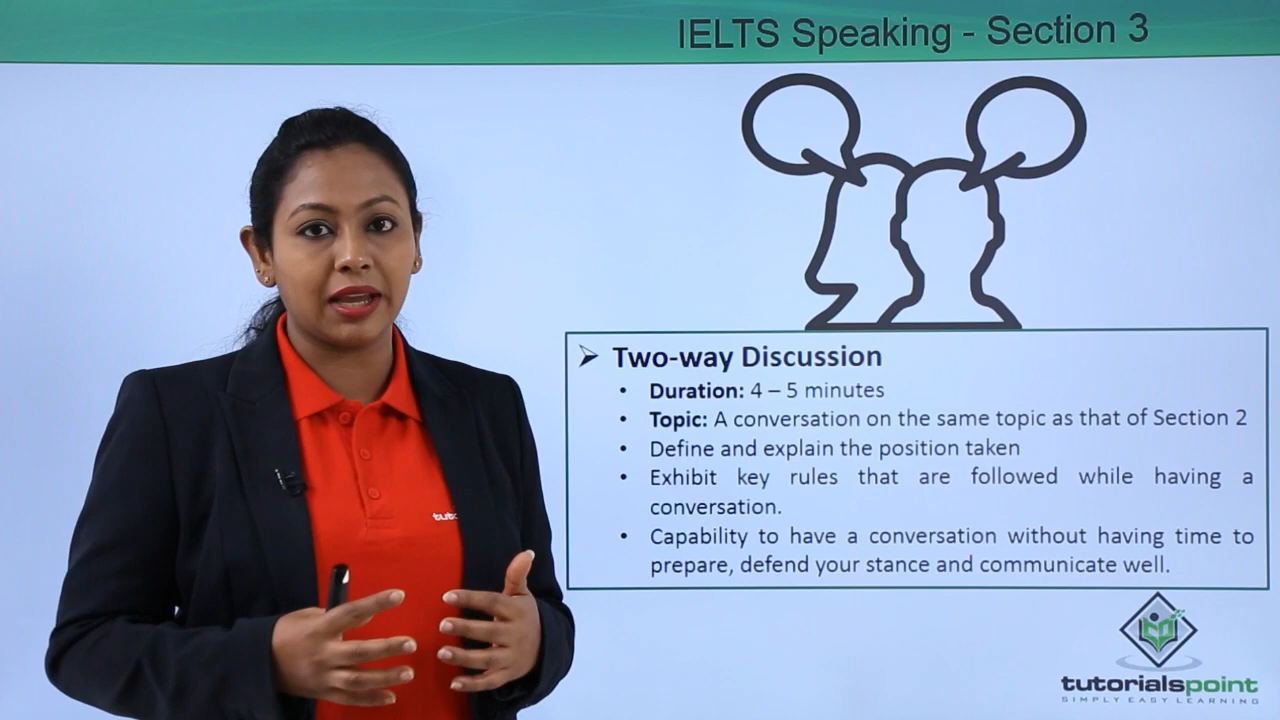 IELTS Speaking - Section 3
Two-way Discussion
Duration: 4 – 5 minutes
Topic: A conversation on the same topic as that of Section 2
Define and explain the position taken
Exhibit key rules that are followed while having a
conversation.
Capability to have a conversation without having time to
prepare, defend your stance and communicate well.
tutorialspoint
SIMPLY EASY LEARNING